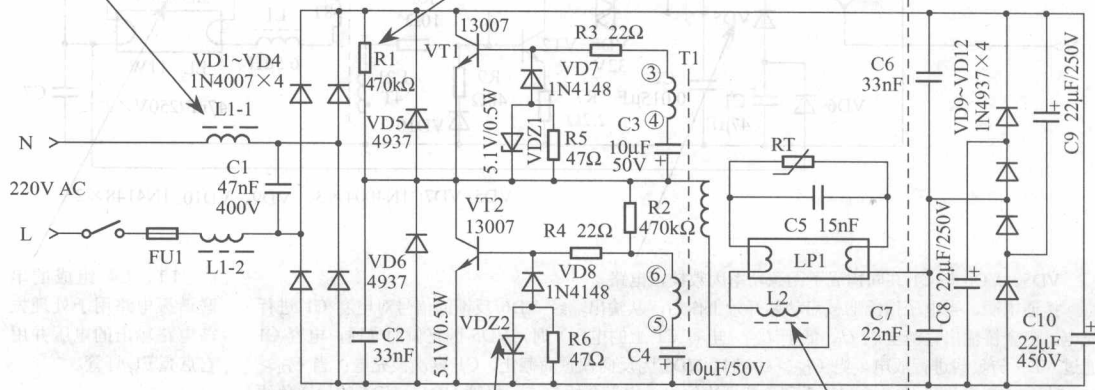 13007
VT1
R3 22Ω
T1
VD1~VD4
1N4007×4
R1
470kΩ
VD7
1N4148
③
④
C6
33nF
VD9~VD12
1N4937×4
C9 22μF/250V
L1-1
N
VD5
4937
5.1V/0.5W
VDZ1
R5
47Ω
C3
10μF
50V
RT
220V AC
C1
47nF
400V
VT2
13007
R4 22Ω
R2
470kΩ
C5 15nF
L
FU1
L1-2
VD6
4937
VD8
1N4148
⑥
⑤
LP1
L2
C8 22μF/250V
C2
33nF
5.1V/0.5W
VDZ2
R6
47Ω
C4
10μF/50V
C7
22nF
C10
22μF
450V